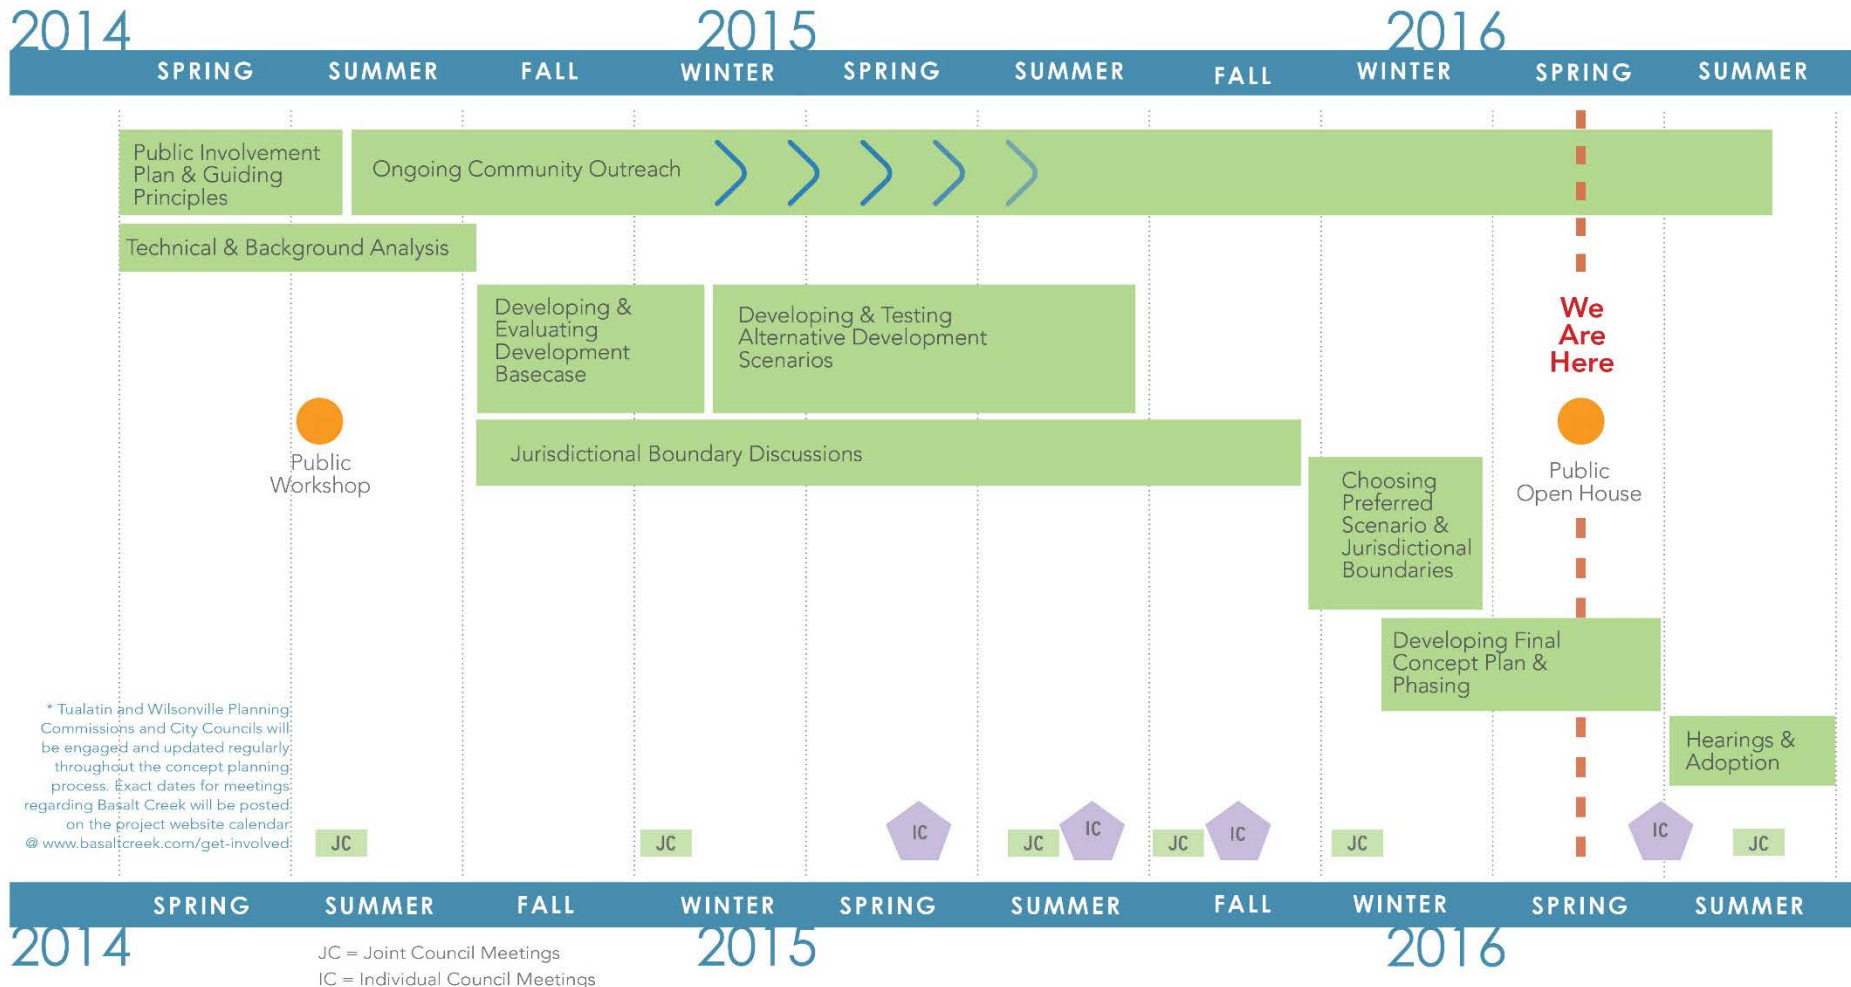 2014 2015 2016
SPRING SUMMER FALL WINTER SPRING SUMMER FALL WINTER SPRING SUMMER
Public Involvement
Plan & Guiding
Principles
Ongoing Community Outreach
Technical & Background Analysis
Developing &
Evaluating
Development
Basecase
Developing & Testing
Alternative Development
Scenarios
We
Are
Here
Public
Workshop
Jurisdictional Boundary Discussions
Choosing
Preferred
Scenario &
Jurisdictional
Boundaries
Public
Open House
Developing Final
Concept Plan &
Phasing
Hearings &
Adoption
* Tualatin and Wilsonville Planning
Commissions and City Councils will
be engaged and updated regularly
throughout the concept planning
process. Exact dates for meetings
regarding Basalt Creek will be posted
on the project website calendar
@ www.basaltcreek.com/get-involved
JC JC IC JC IC JC IC JC IC JC
SPRING SUMMER FALL WINTER SPRING SUMMER FALL WINTER SPRING SUMMER
2014 2015 2016
JC = Joint Council Meetings
IC = Individual Council Meetings